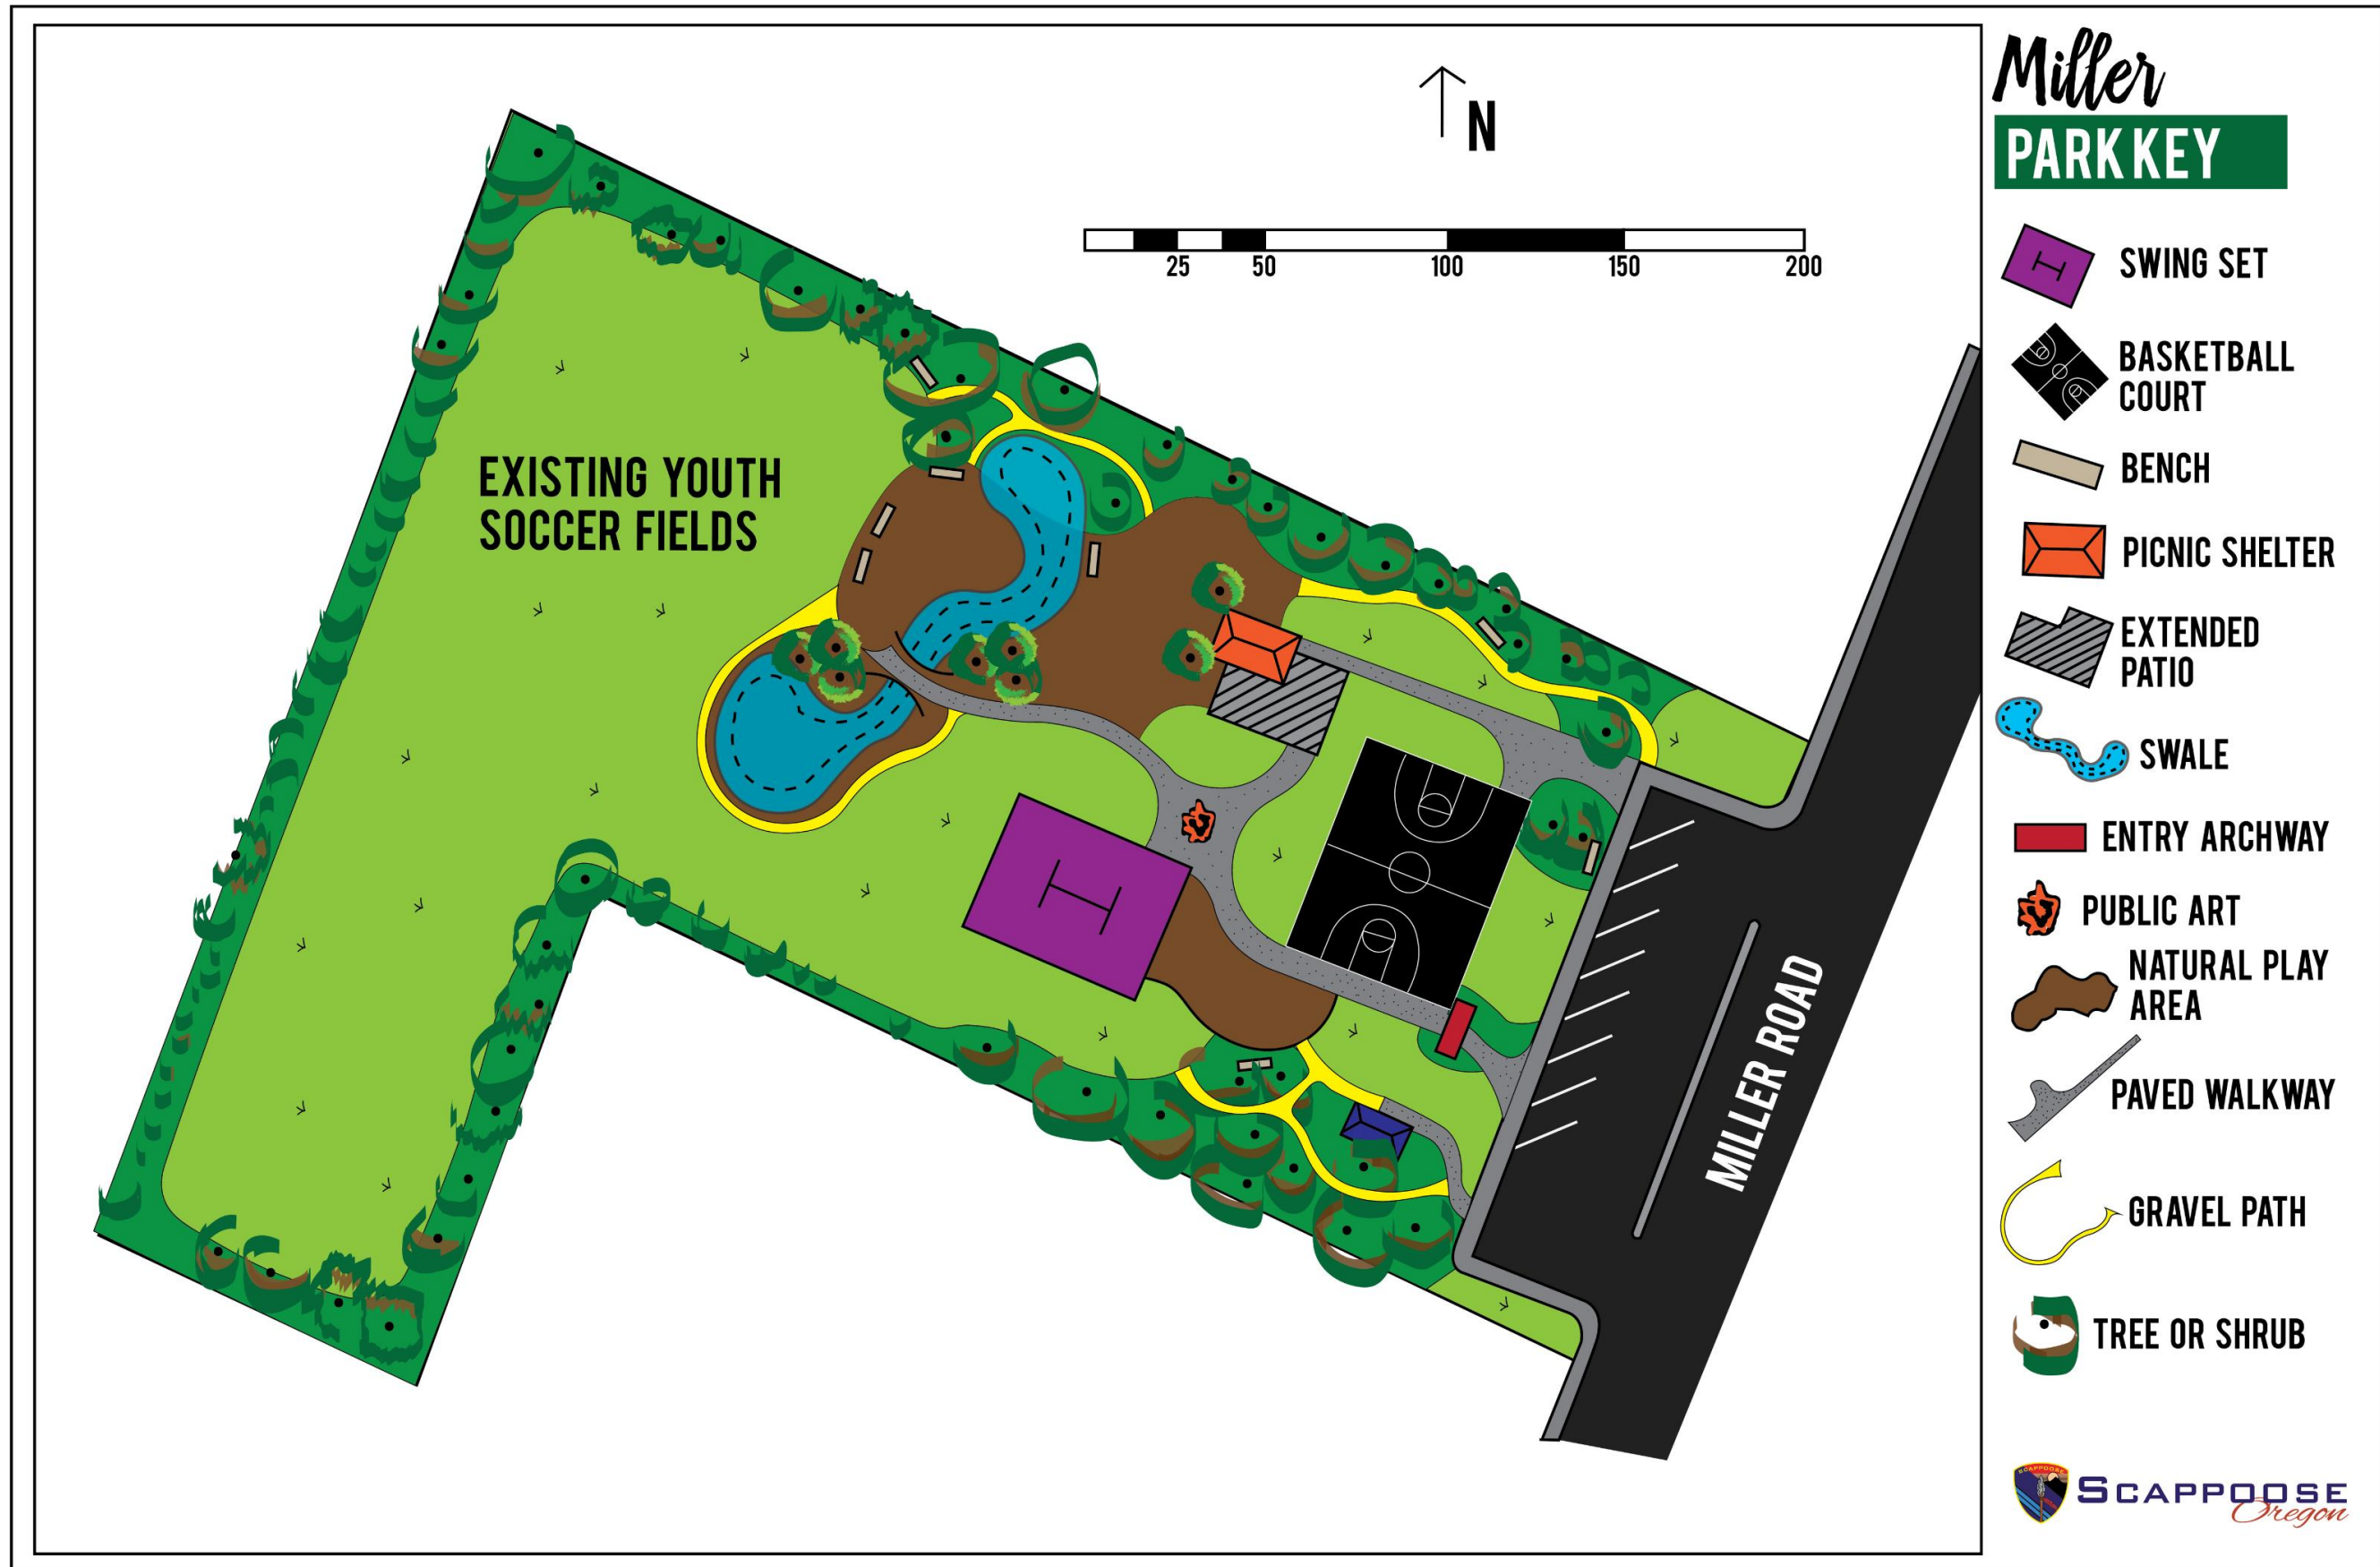 N
25 50 100 150 200
EXISTING YOUTH
SOCCER FIELDS
MILLER ROAD
Miller
PARK KEY
SWING SET
BASKETBALL
COURT
BENCH
PICNIC SHELTER
EXTENDED
PATIO
SWALE
ENTRY ARCHWAY
PUBLIC ART
NATURAL PLAY
AREA
PAVED WALKWAY
GRAVEL PATH
TREE OR SHRUB
SCAPPOOSE
SCAPPOOSE
Oregon